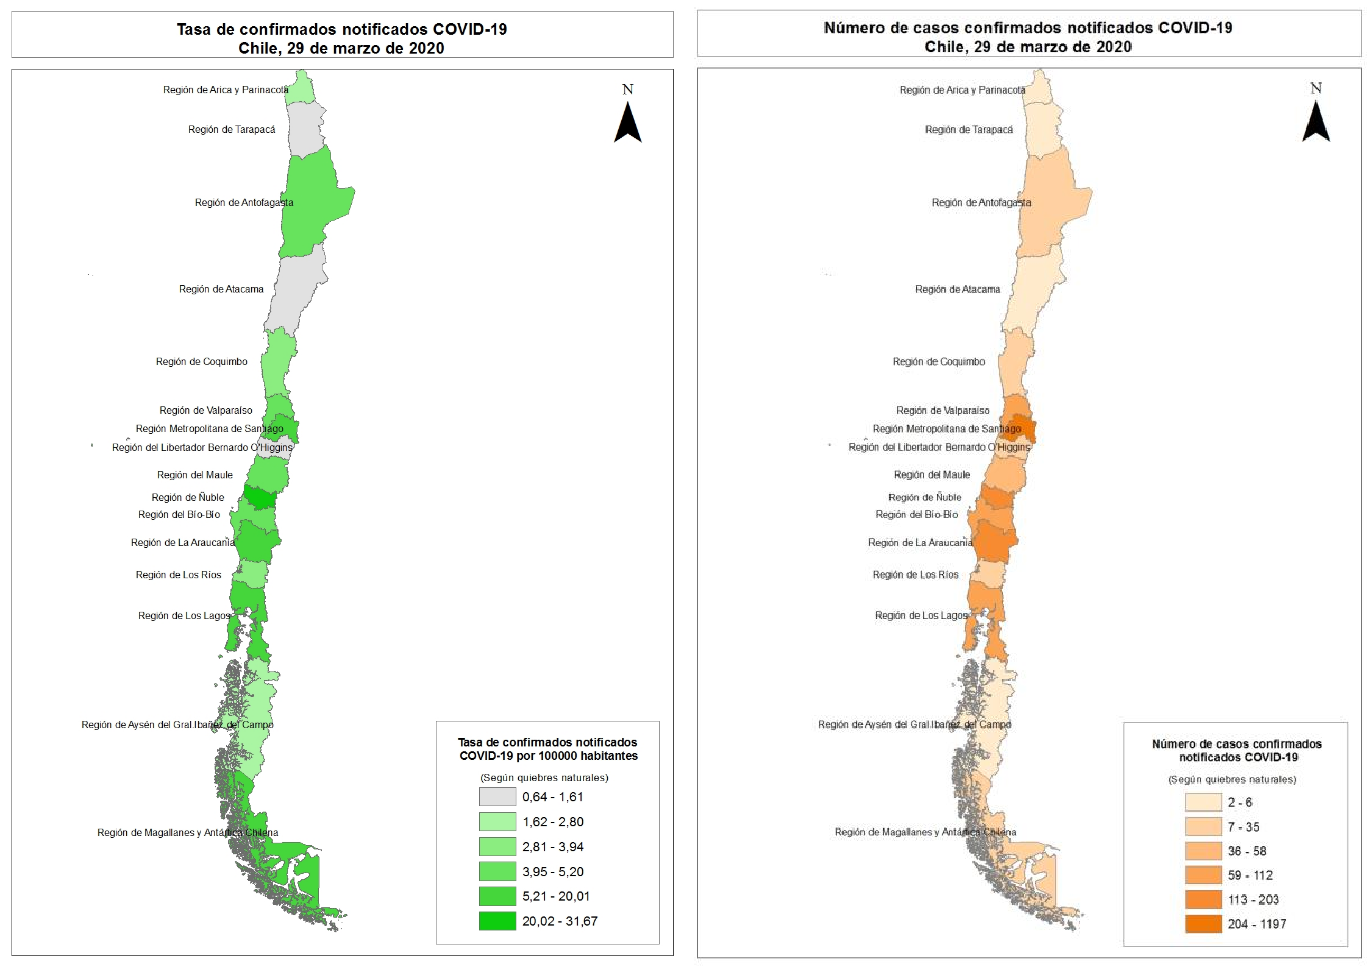 Tasa de confirmados notificados COVID-19
Chile, 29 de marzo de 2020
N
Región de Arica y Parinacota
Región de Tarapacá
Región de Antofagasta
Región de Atacama
Región de Coquimbo
Región de Valparaíso
Región Metropolitana de Santiago
Región del Libertador Bernardo O'Higgins
Región del Maule
Región de Ñuble
Región del Bío-Bío
Región de La Araucanía
Región de Los Ríos
Región de Los Lagos
Región de Aysén del Gral.Ibañez del Campo
Región de Magallanes y Antártica Chilena
Tasa de confirmados notificados
COVID-19 por 100000 habitantes
(Según quiebres naturales)
0,64 - 1,61
1,62 - 2,80
2,81 - 3,94
3,95 - 5,20
5,21 - 20,01
20,02 - 31,67
Número de casos confirmados notificados COVID-19
Chile, 29 de marzo de 2020
N
Región de Arica y Parinacota
Región de Tarapacá
Región de Antofagasta
Región de Atacama
Región de Coquimbo
Región de Valparaíso
Región Metropolitana de Santiago
Región del Libertador Bernardo O'Higgins
Región del Maule
Región de Ñuble
Región del Bío-Bío
Región de La Araucanía
Región de Los Ríos
Región de Los Lagos
Región de Aysén del Gral.Ibañez del Campo
Región de Magallanes y Antártica Chilena
Número de casos confirmados
notificados COVID-19
(Según quiebres naturales)
2 - 6
7 - 35
36 - 58
59 - 112
113 - 203
204 - 1197